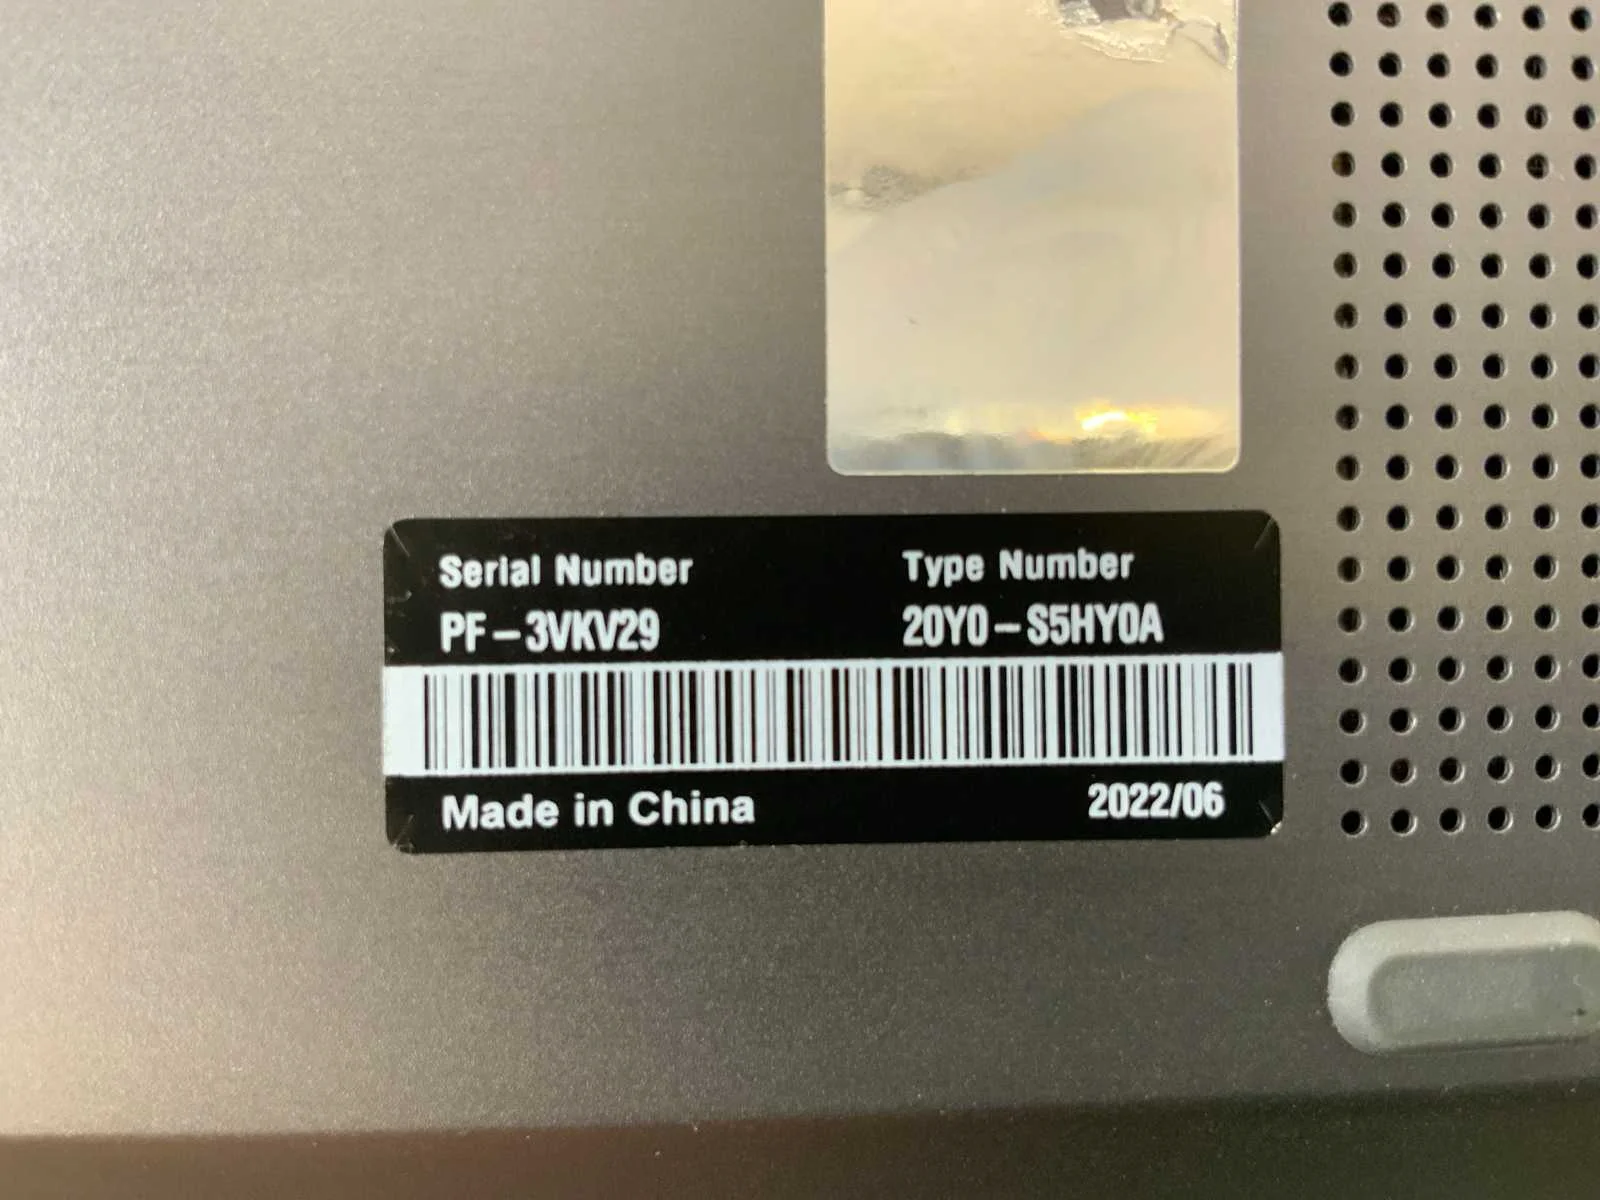 Serial Number Type Number
PF-3VKV29 20Y0-S5HY0A
Made in China 2022/06